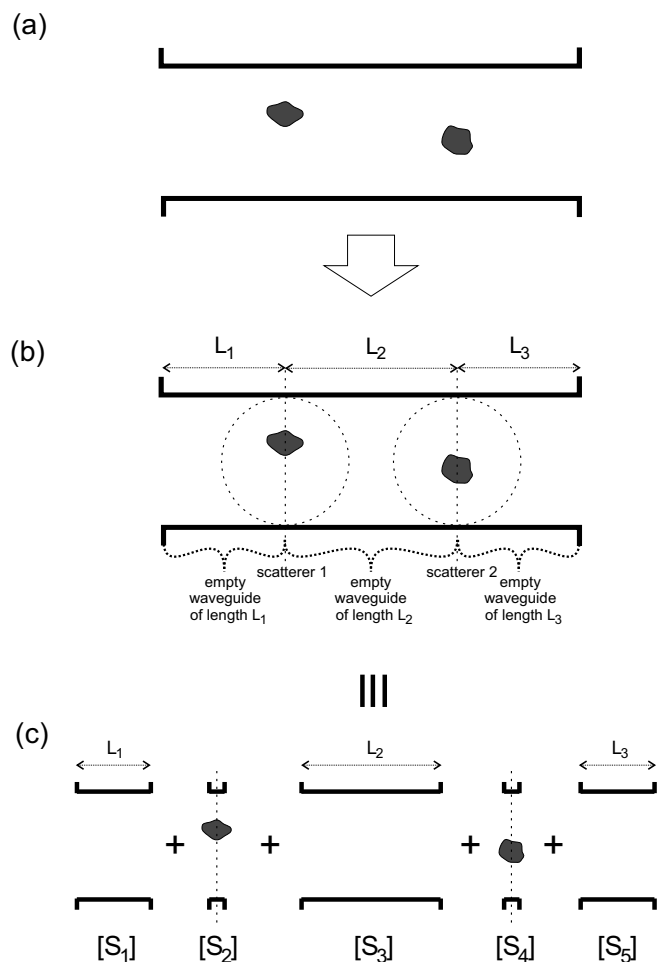 (a)
(b)
L₁ L₂ L₃
scatterer 1 scatterer 2
empty waveguide of length L₁
empty waveguide of length L₂
empty waveguide of length L₃
(c)
L₁ L₂ L₃
+ + + +
[S₁] [S₂] [S₃] [S₄] [S₅]